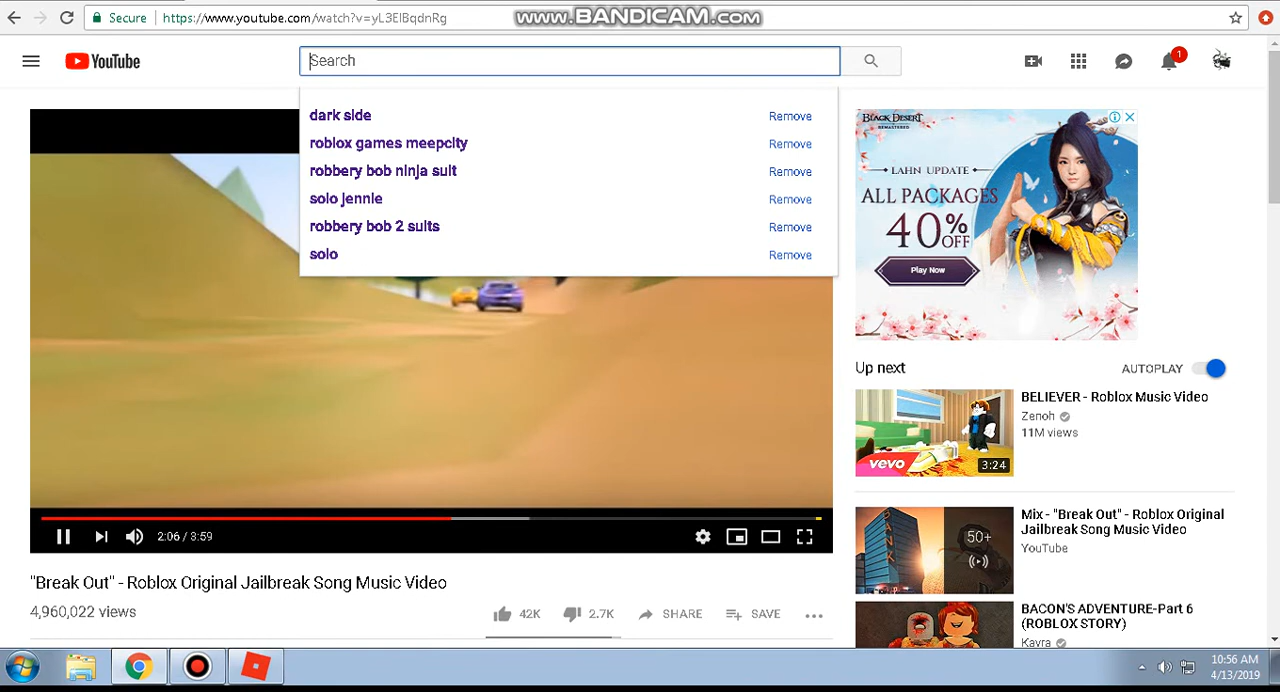 Secure
https://www.youtube.com/watch?v=yL3ElBqdnRg
www.BANDICAM.com
YouTube
Search
1
dark side Remove
roblox games meepcity Remove
robbery bob ninja suit Remove
solo jennie Remove
robbery bob 2 suits Remove
solo Remove
BLACK DESERT
REMASTERED
LAHN UPDATE
ALL PACKAGES
40% OFF
Play Now
Up next
AUTOPLAY
BELIEVER - Roblox Music Video
Zenoh
11M views
vevo
3:24
Mix - "Break Out" - Roblox Original
Jailbreak Song Music Video
YouTube
BANK
50+
BACON'S ADVENTURE-Part 6
(ROBLOX STORY)
Kavra
2:06 / 3:59
"Break Out" - Roblox Original Jailbreak Song Music Video
4,960,022 views
42K
2.7K
SHARE
SAVE
10:56 AM
4/13/2019